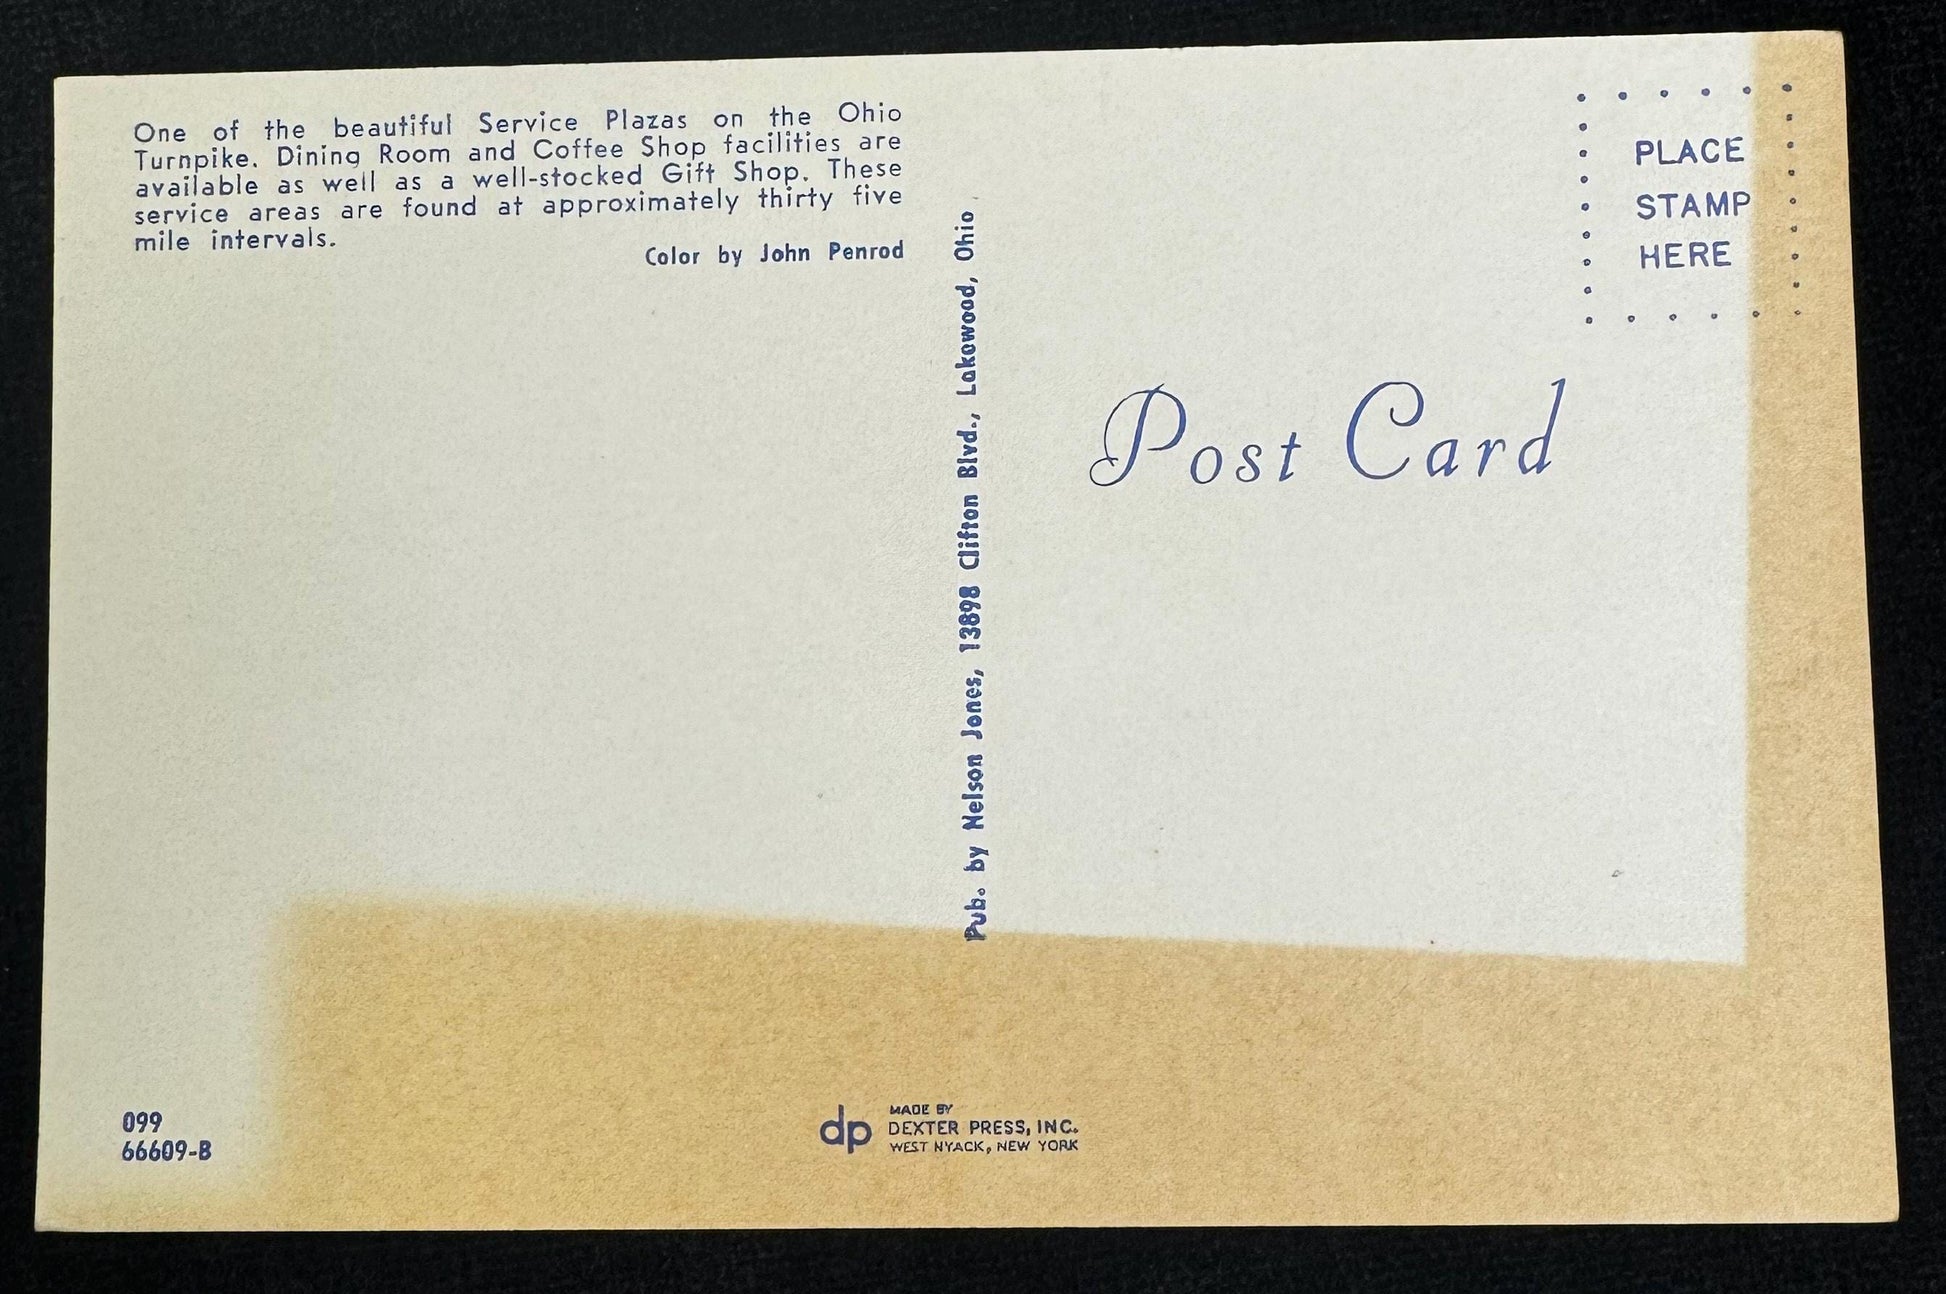 One of the beautiful Service Plazas on the Ohio
Turnpike. Dining Room and Coffee Shop facilities are
available as well as a well-stocked Gift Shop. These
service areas are found at approximately thirty five
mile intervals.
Color by John Penrod
Pub. by Nelson Jones, 13898 Clifton Blvd., Lakewood, Ohio
PLACE
STAMP
HERE
Post Card
099
66609-B
dp
MADE BY
DEXTER PRESS, INC.
WEST NYACK, NEW YORK